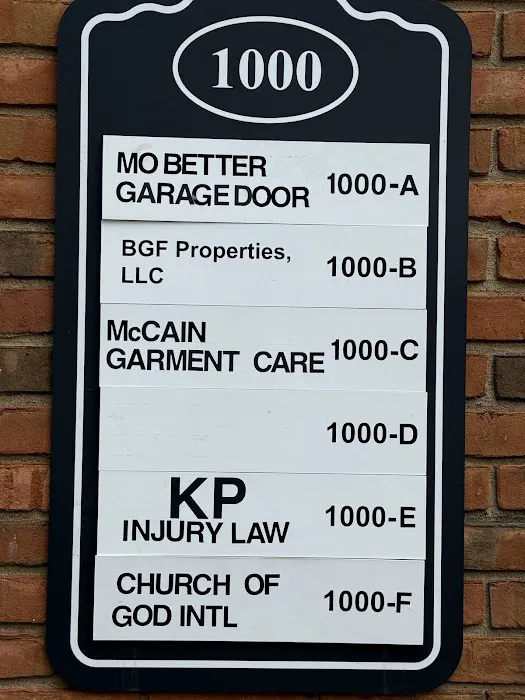 1000
MO BETTER
GARAGE DOOR 1000-A
BGF Properties,
LLC 1000-B
McCAIN
GARMENT CARE 1000-C
1000-D
KP
INJURY LAW 1000-E
CHURCH OF
GOD INTL 1000-F